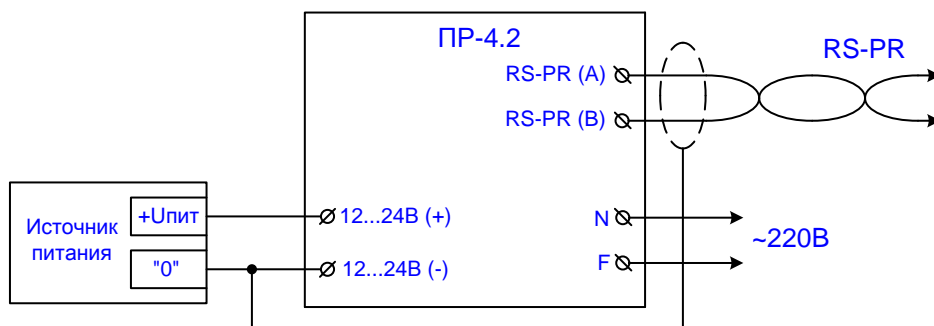 ПР-4.2
RS-PR
RS-PR (A)
RS-PR (B)
Источник
питания
+Uпит
"0"
12...24В (+)
12...24В (-)
N
F
~220В